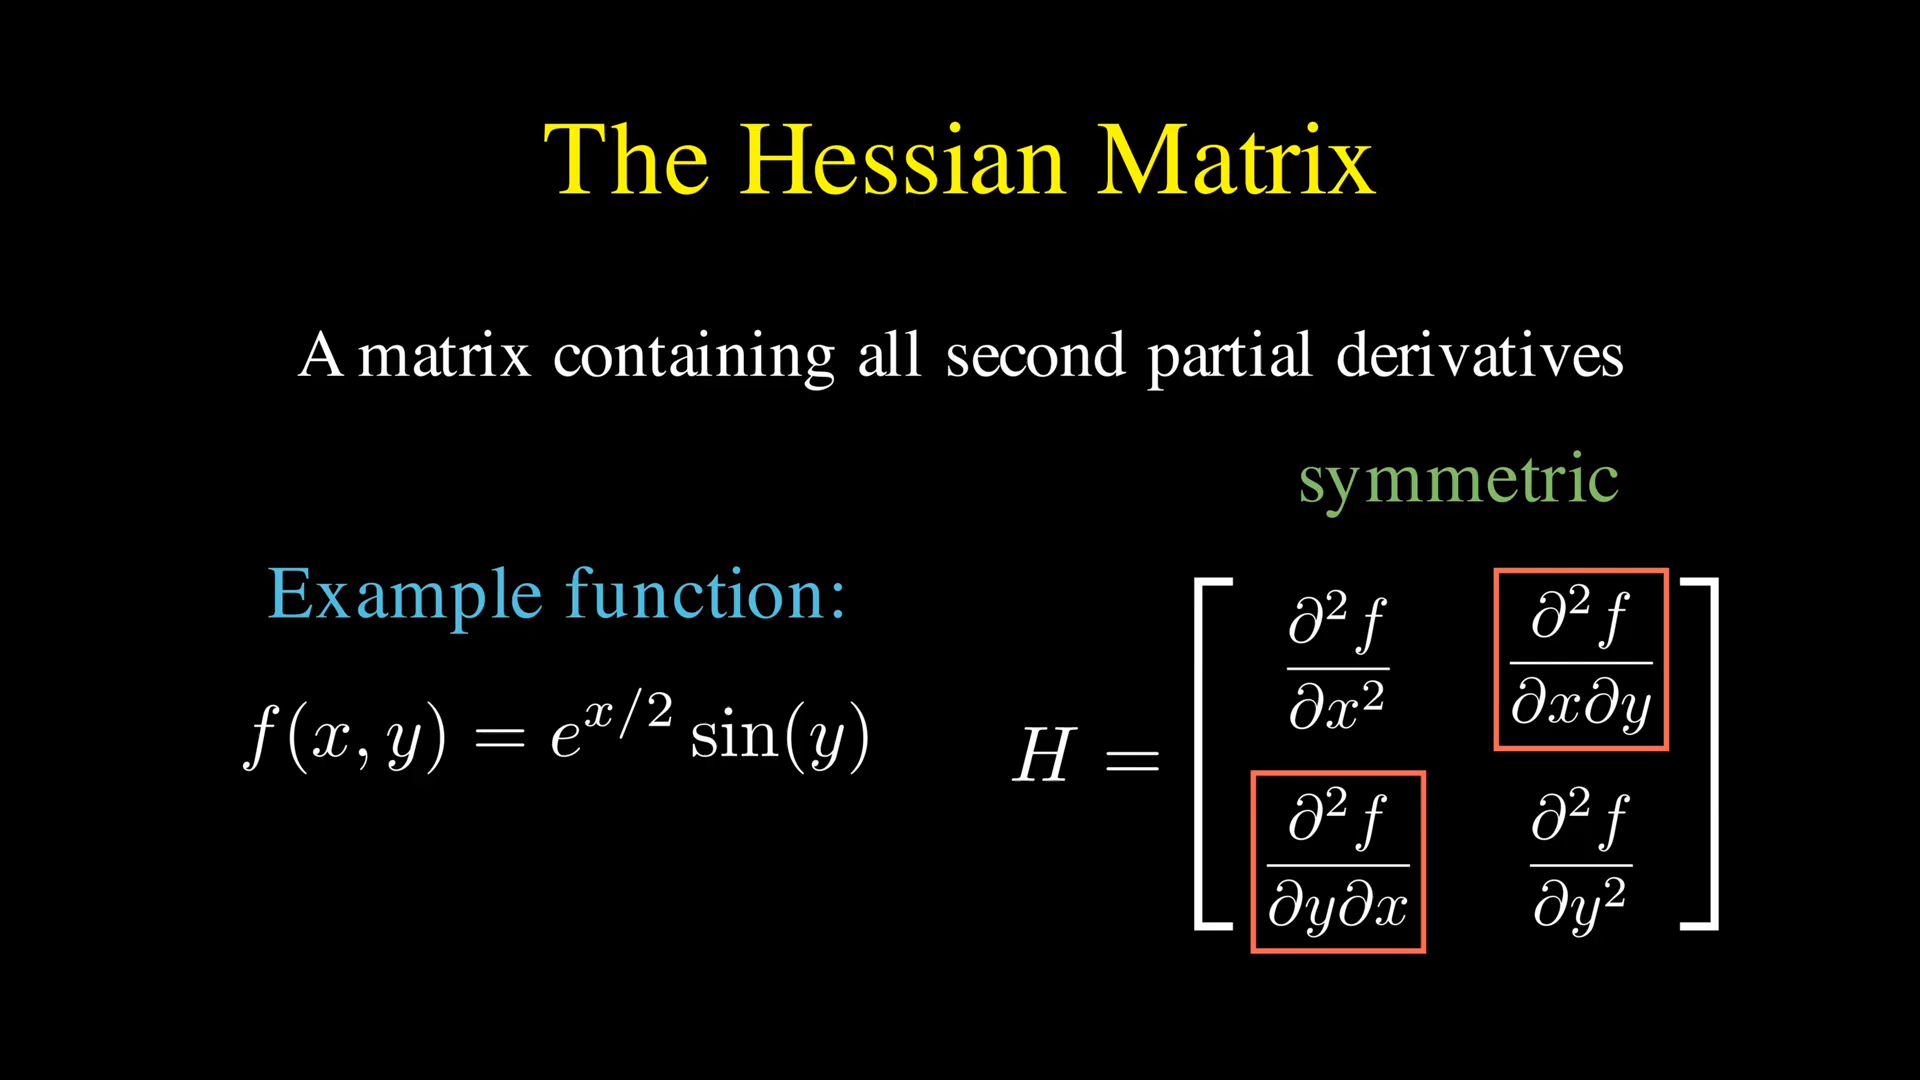 The Hessian Matrix
A matrix containing all second partial derivatives
symmetric
Example function:
f(x, y) = e^{x/2} sin(y)
H = [ ∂²f/∂x² ∂²f/∂x∂y
∂²f/∂y∂x ∂²f/∂y² ]